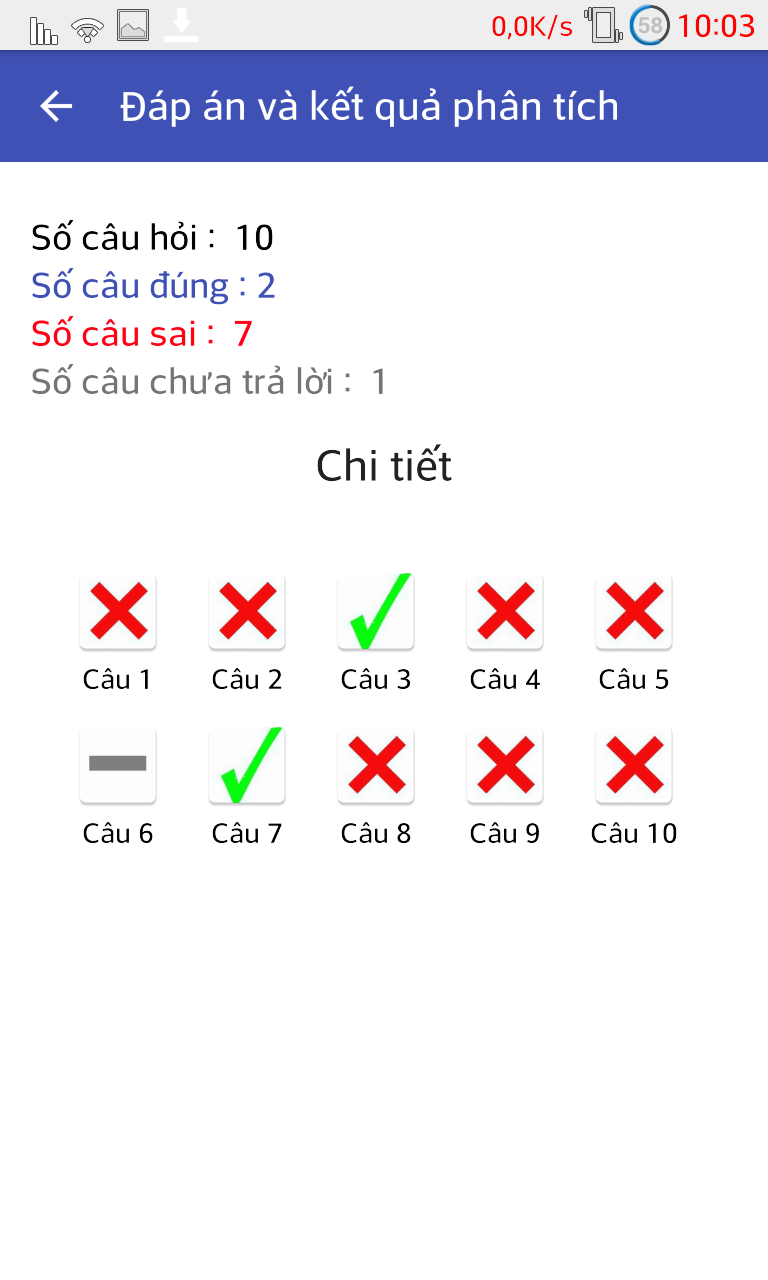 0,0K/s 58 10:03
Đáp án và kết quả phân tích
Số câu hỏi : 10
Số câu đúng : 2
Số câu sai : 7
Số câu chưa trả lời : 1
Chi tiết
Câu 1 Câu 2 Câu 3 Câu 4 Câu 5
Câu 6 Câu 7 Câu 8 Câu 9 Câu 10